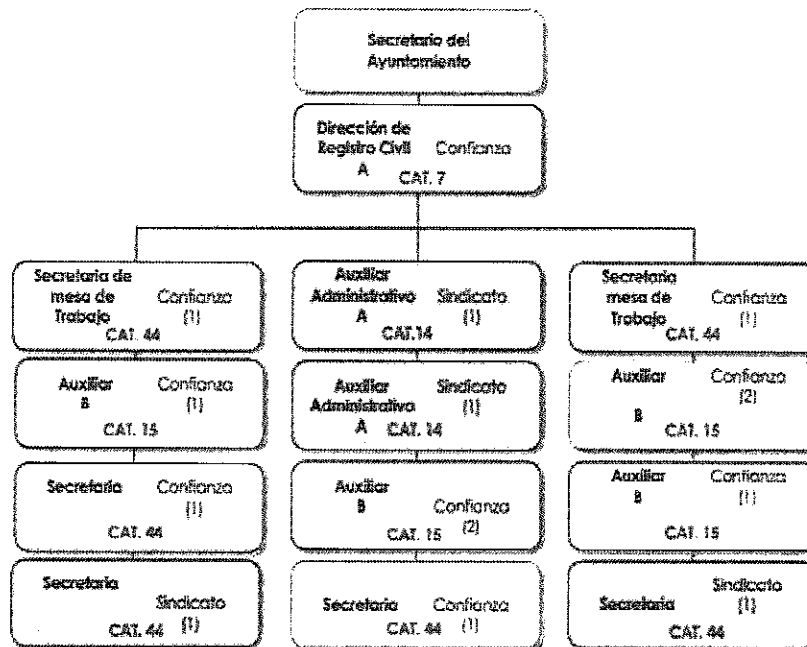 Secretario del
Ayuntamiento
Dirección de
Registro Civil Confianza
A CAT. 7
Secretaria de
mesa de Confianza
Trabajo (1)
CAT. 44
Auxiliar Confianza
B (1)
CAT. 15
Secretaria Confianza
(1)
CAT. 44
Secretaria
Sindicato
CAT. 44 (1)
Auxiliar
Administrativo Sindicato
A (1)
CAT.14
Auxiliar Sindicato
Administrativo (1)
A CAT. 14
Auxiliar
B Confianza
CAT. 15 (2)
Secretaria Confianza
CAT. 44 (1)
Secretaria
mesa de Confianza
Trabajo (1)
CAT. 44
Auxiliar Confianza
(2)
B CAT. 15
Auxiliar Confianza
B (1)
CAT. 15
Sindicato
Secretaria (1)
CAT. 44